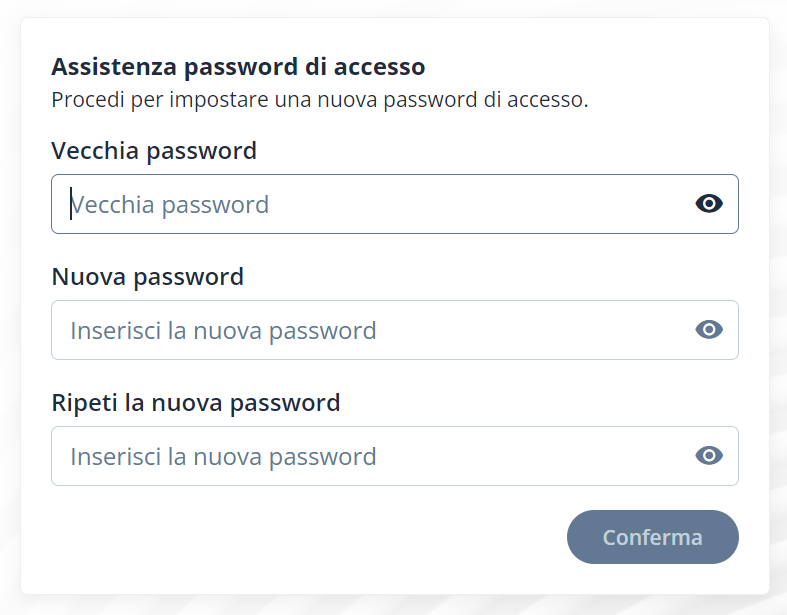 Assistenza password di accesso
Procedi per impostare una nuova password di accesso.
Vecchia password
Vecchia password
Nuova password
Inserisci la nuova password
Ripeti la nuova password
Inserisci la nuova password
Conferma